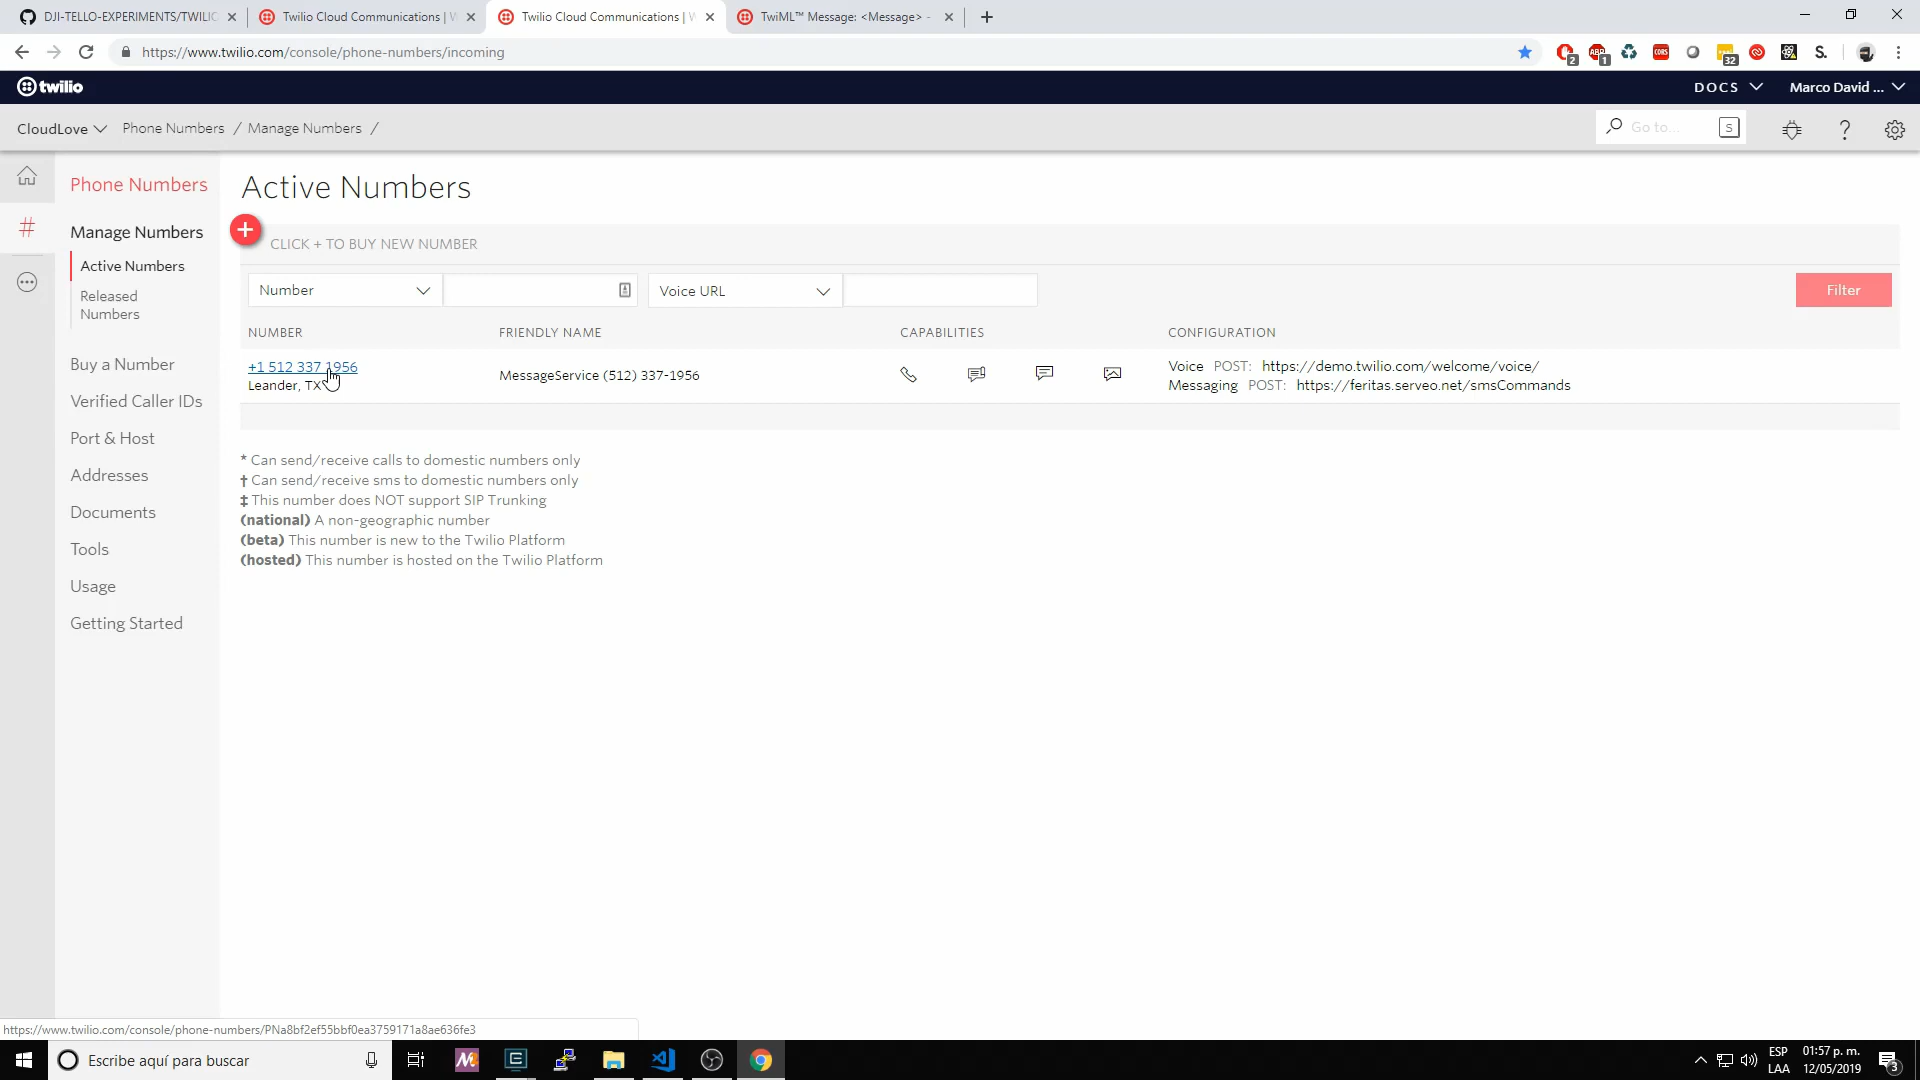 DJI-TELLO-EXPERIMENTS/TWILIO
Twilio Cloud Communications | W
Twilio Cloud Communications | W
TwiML™ Message: <Message> -
https://www.twilio.com/console/phone-numbers/incoming
2
ABP
1
CORS
32
S.
twilio
DOCS
Marco David ...
CloudLove
Phone Numbers / Manage Numbers /
Go to...
S
?
Phone Numbers
Manage Numbers
Active Numbers
Released
Numbers
Buy a Number
Verified Caller IDs
Port & Host
Addresses
Documents
Tools
Usage
Getting Started
Active Numbers
CLICK + TO BUY NEW NUMBER
Number
Voice URL
Filter
NUMBER FRIENDLY NAME CAPABILITIES CONFIGURATION
+1 512 337 1956
Leander, TX
MessageService (512) 337-1956
Voice POST: https://demo.twilio.com/welcome/voice/
Messaging POST: https://feritas.serveo.net/smsCommands
* Can send/receive calls to domestic numbers only
† Can send/receive sms to domestic numbers only
‡ This number does NOT support SIP Trunking
(national) A non-geographic number
(beta) This number is new to the Twilio Platform
(hosted) This number is hosted on the Twilio Platform
https://www.twilio.com/console/phone-numbers/PNa8bf2ef55bbf0ea3759171a8ae636fe3
Escribe aquí para buscar
ESP
LAA
01:57 p. m.
12/05/2019
3